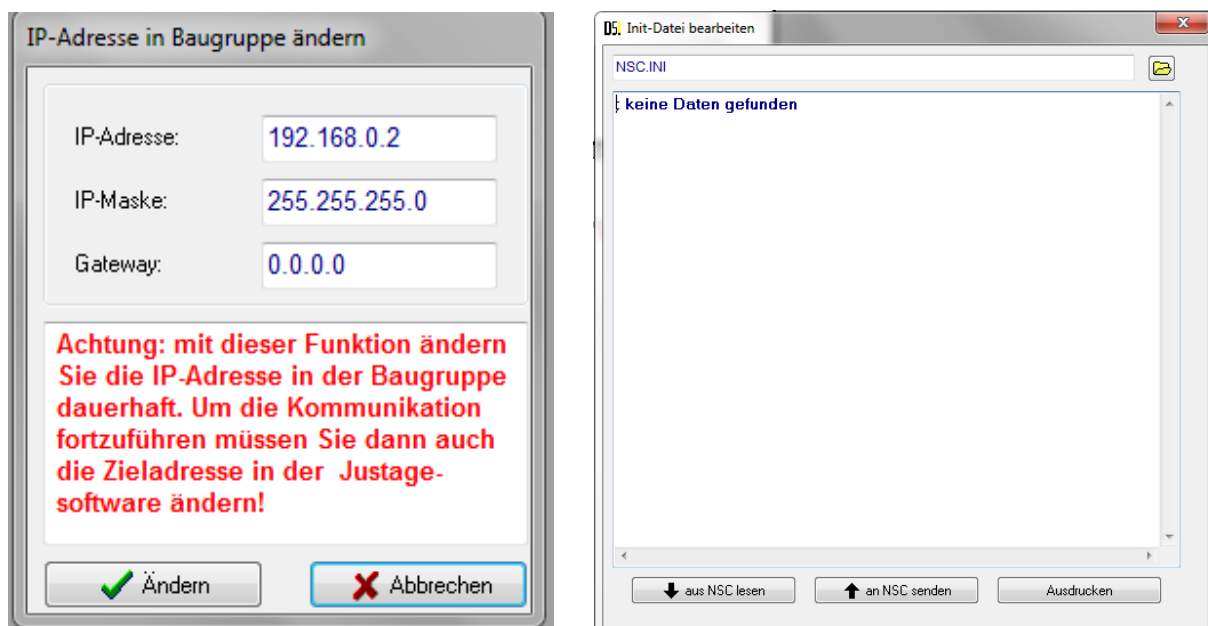 IP-Adresse in Baugruppe ändern
IP-Adresse:
192.168.0.2
IP-Maske:
255.255.255.0
Gateway:
0.0.0.0
Achtung: mit dieser Funktion ändern
Sie die IP-Adresse in der Baugruppe
dauerhaft. Um die Kommunikation
fortzuführen müssen Sie dann auch
die Zieladresse in der Justage-
software ändern!
Ändern
Abbrechen
Init-Datei bearbeiten
NSC.INI
; keine Daten gefunden
aus NSC lesen
an NSC senden
Ausdrucken